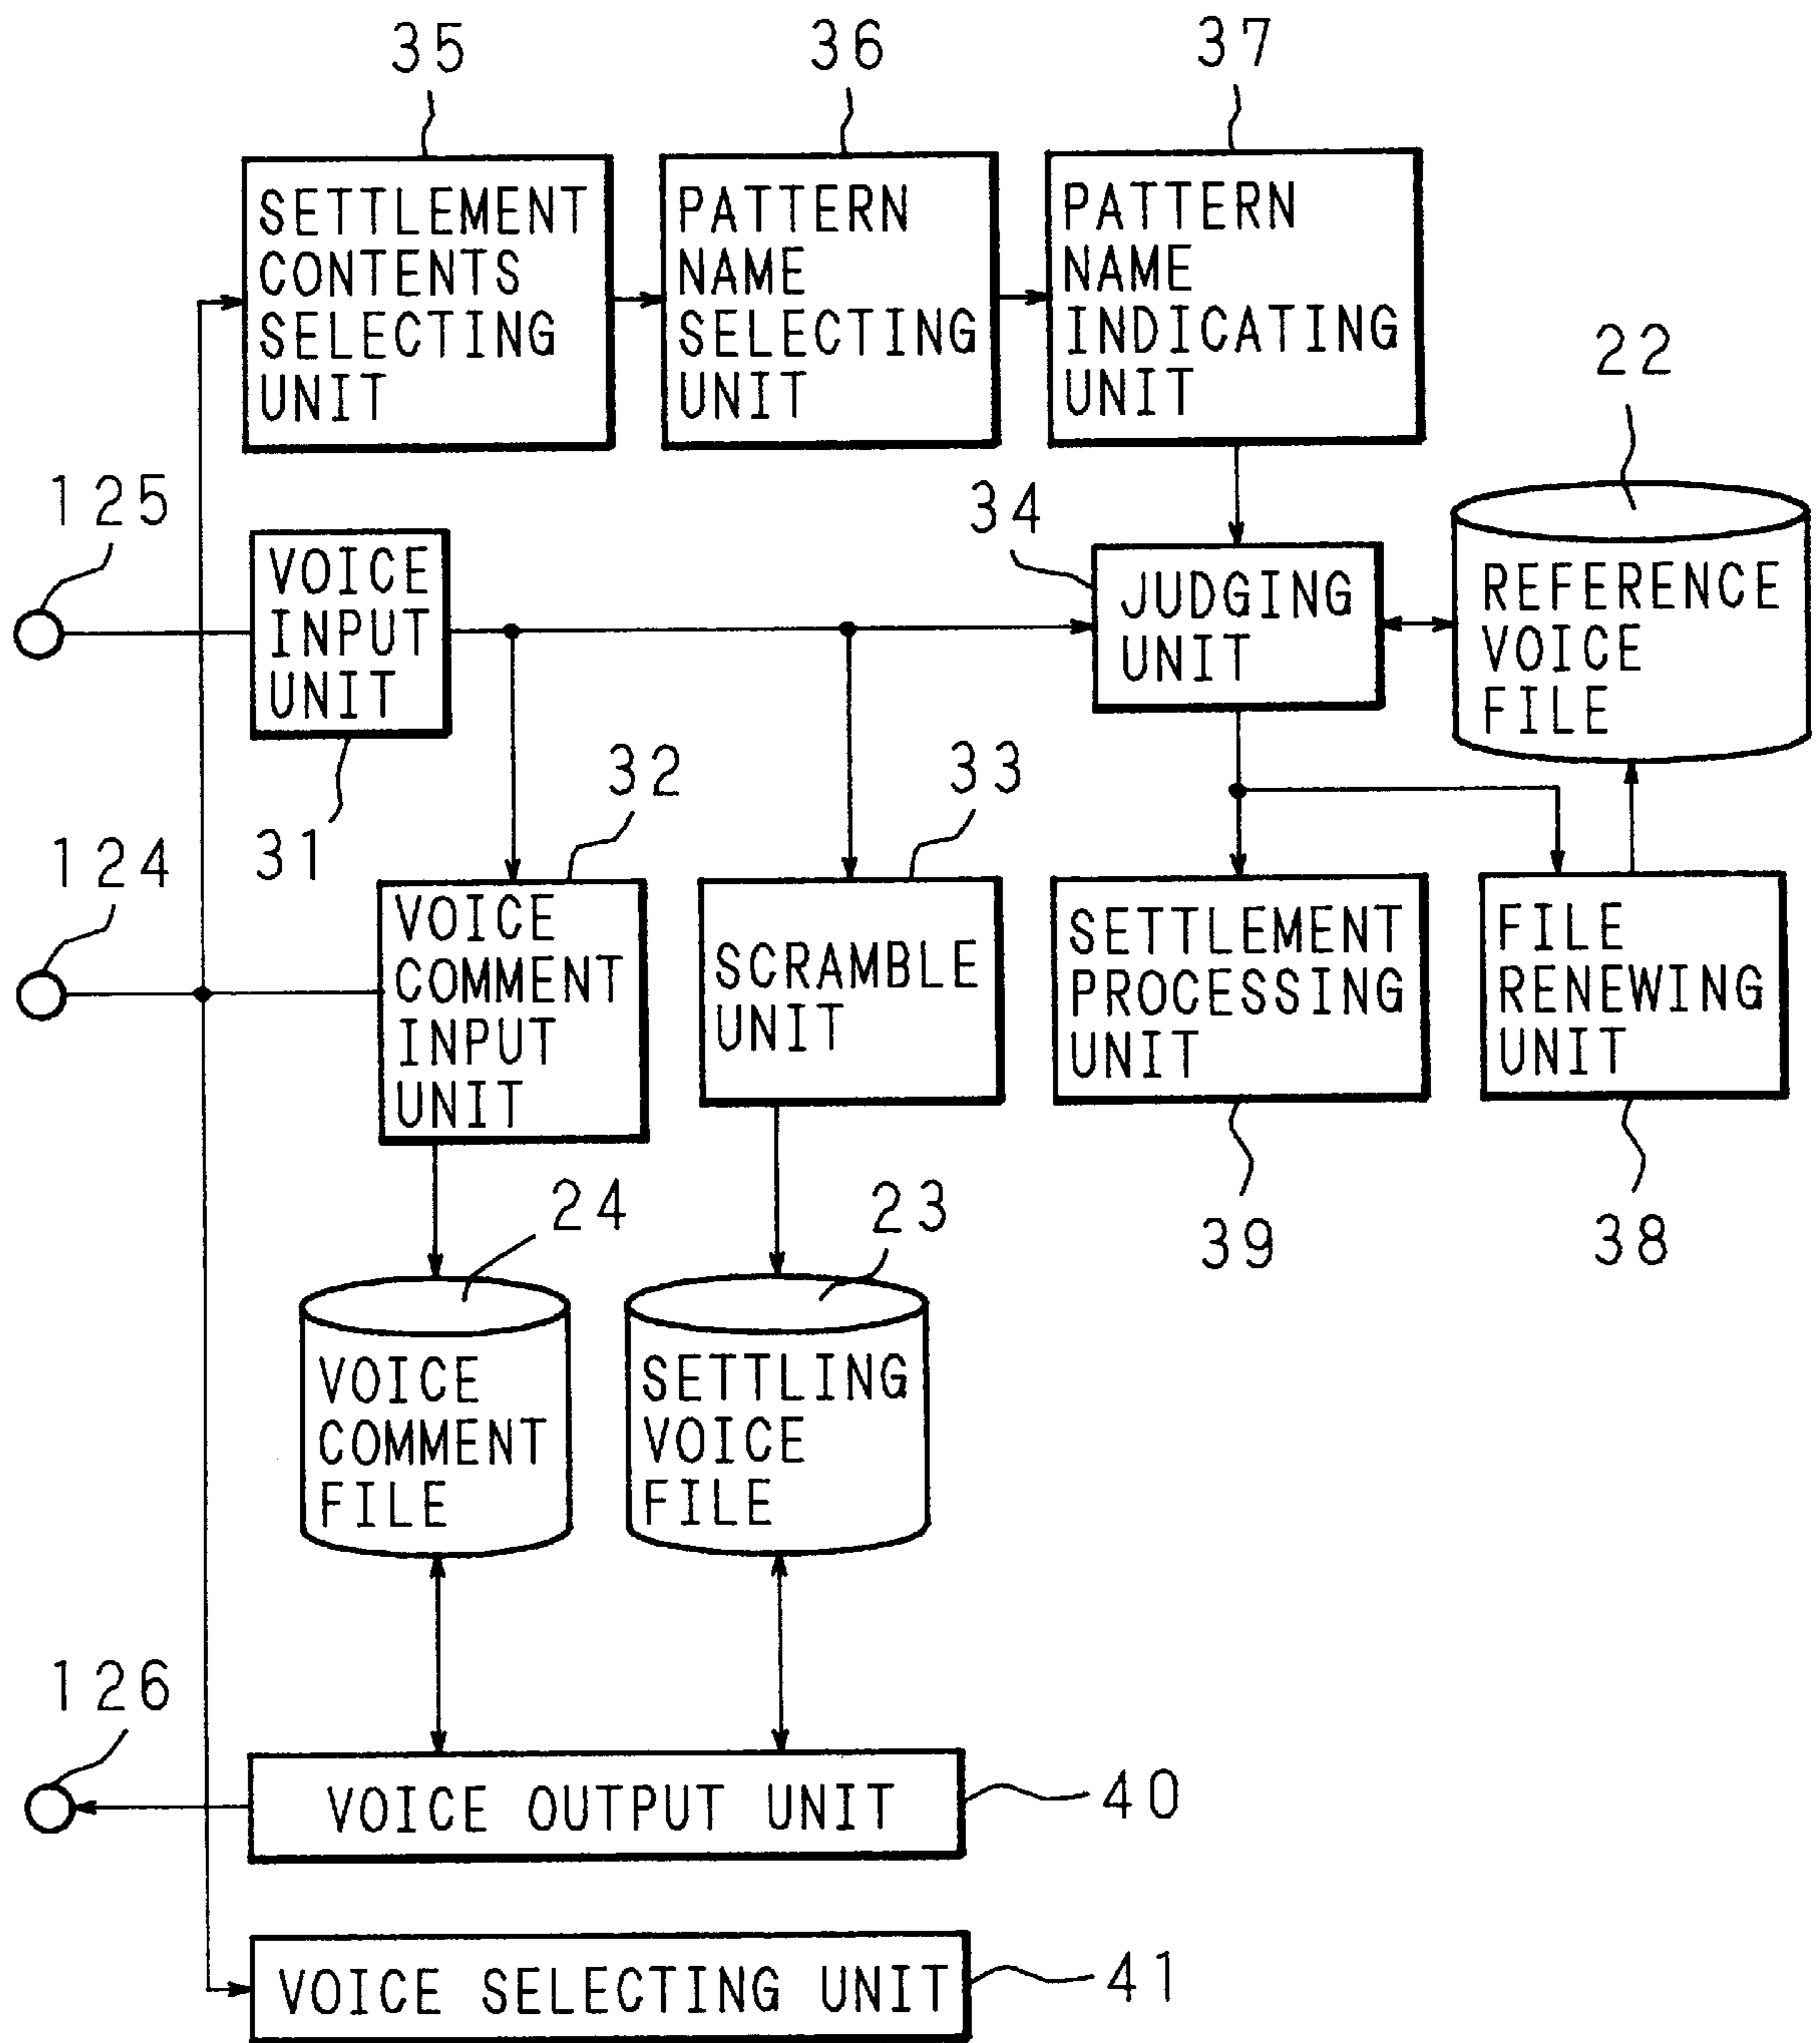 35
36
37
SETTLEMENT
CONTENTS
SELECTING
UNIT
PATTERN
NAME
SELECTING
UNIT
PATTERN
NAME
INDICATING
UNIT
22
125
VOICE
INPUT
UNIT
31
34
JUDGING
UNIT
REFERENCE
VOICE
FILE
124
32
VOICE
COMMENT
INPUT
UNIT
33
SCRAMBLE
UNIT
SETTLEMENT
PROCESSING
UNIT
39
FILE
RENEWING
UNIT
38
24
VOICE
COMMENT
FILE
23
SETTLING
VOICE
FILE
126
VOICE OUTPUT UNIT
40
VOICE SELECTING UNIT
41